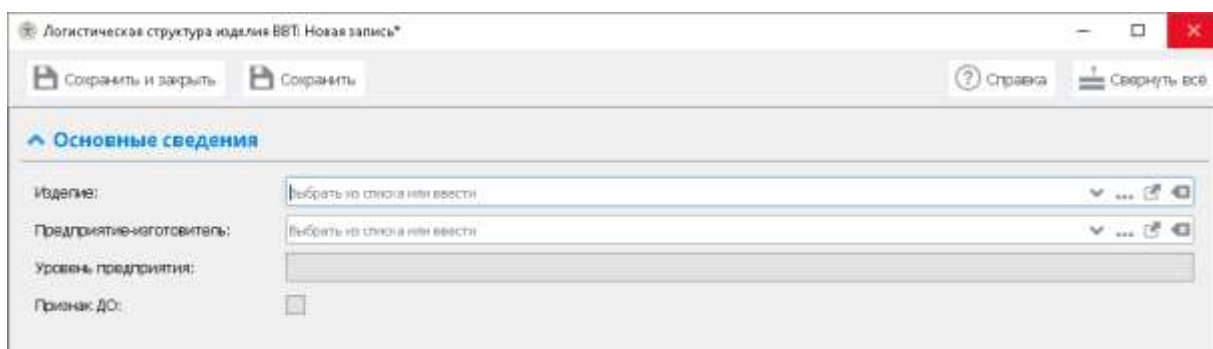 Логистическая структура изделия ВВТ: Новая запись*
Сохранить и закрыть Сохранить Справка Свернуть всё
Основные сведения
Изделие: Выбрать из списка или ввести ...
Предприятие-изготовитель: Выбрать из списка или ввести ...
Уровень предприятия:
Признак ДО: